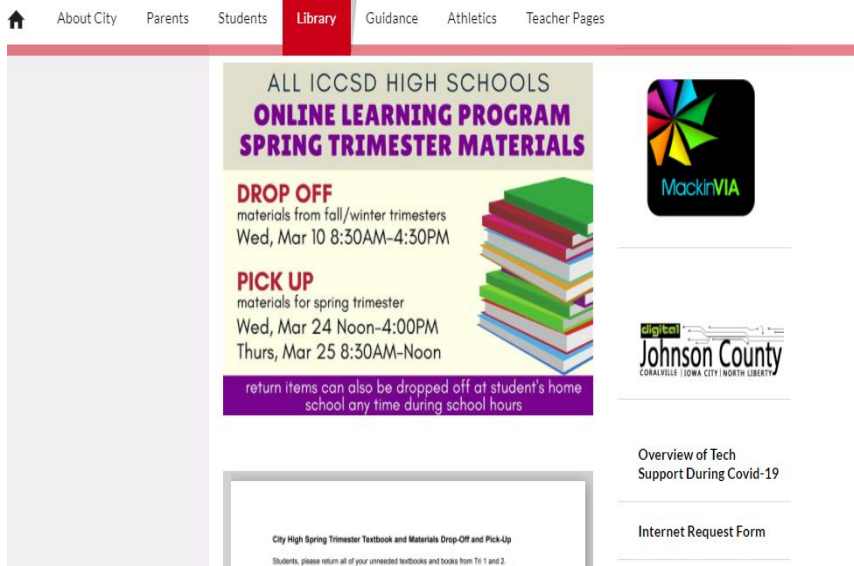 About City Parents Students Library Guidance Athletics Teacher Pages
ALL ICCSD HIGH SCHOOLS
ONLINE LEARNING PROGRAM
SPRING TRIMESTER MATERIALS
DROP OFF
materials from fall/winter trimesters
Wed, Mar 10 8:30AM-4:30PM
PICK UP
materials for spring trimester
Wed, Mar 24 Noon-4:00PM
Thurs, Mar 25 8:30AM-Noon
return items can also be dropped off at student's home
school any time during school hours
City High Spring Trimester Textbook and Materials Drop-Off and Pick-Up
Students, please return all of your unneeded textbooks and books from Tri 1 and 2.
MackinVIA
digital
Johnson County
CORALVILLE | IOWA CITY | NORTH LIBERTY
Overview of Tech
Support During Covid-19
Internet Request Form